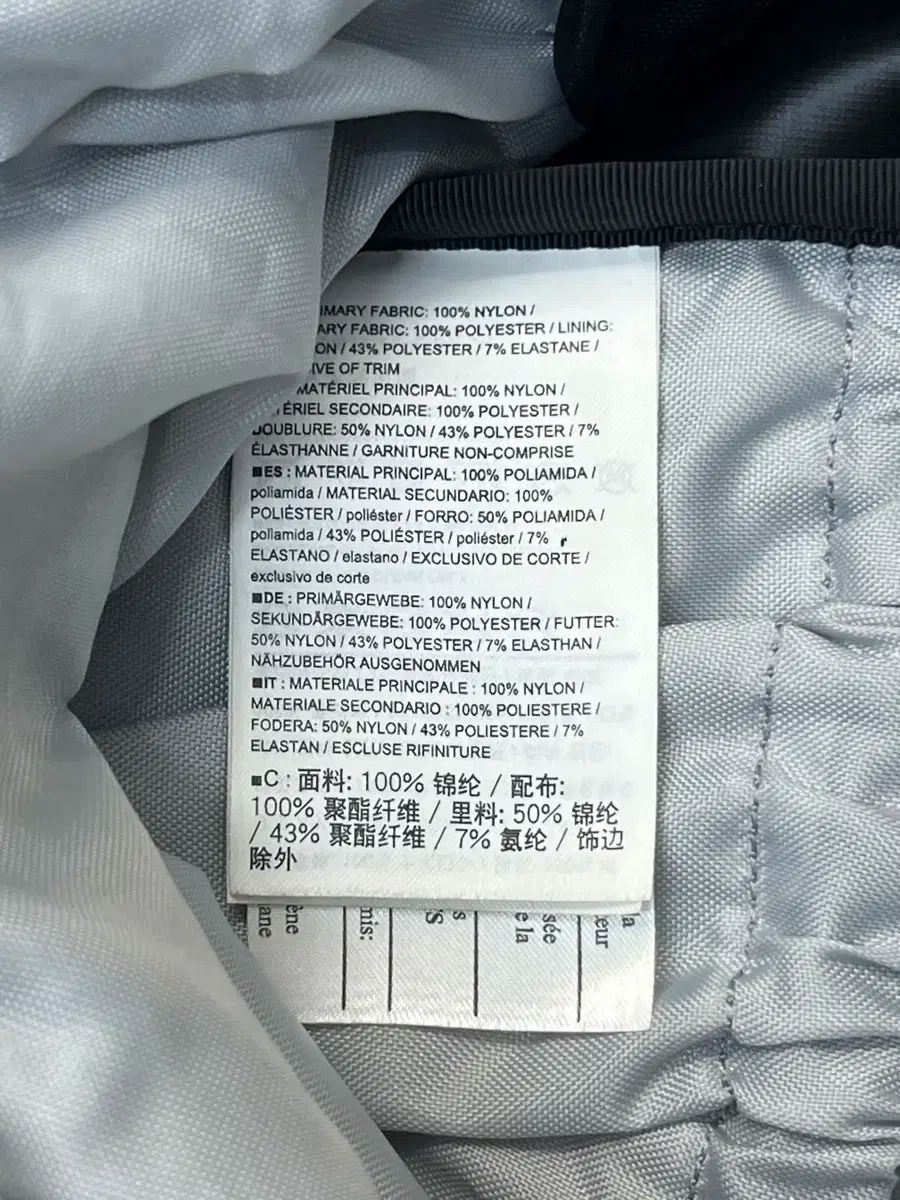 FABRIC: 100% NYLON /
FABRIC: 100% POLYESTER / LINING:
/ 43% POLYESTER / 7% ELASTANE /
OF TRIM
MATÉRIEL PRINCIPAL: 100% NYLON /
SECONDAIRE: 100% POLYESTER /
DOUBLURE: 50% NYLON / 43% POLYESTER / 7%
ÉLASTHANNE / GARNITURE NON-COMPRISE
■ES : MATERIAL PRINCIPAL: 100% POLIAMIDA /
poliamida / MATERIAL SECUNDARIO: 100%
POLIÉSTER / poliéster / FORRO: 50% POLIAMIDA /
poliamida / 43% POLIÉSTER / poliéster / 7%
ELASTANO / elastano / EXCLUSIVO DE CORTE /
exclusivo de corte
■DE : PRIMÄRGEWEBE: 100% NYLON /
SEKUNDÄRGEWEBE: 100% POLYESTER / FUTTER:
50% NYLON / 43% POLYESTER / 7% ELASTHAN /
NÄHZUBEHÖR AUSGENOMMEN
■IT : MATERIALE PRINCIPALE : 100% NYLON /
MATERIALE SECONDARIO : 100% POLIESTERE /
FODERA: 50% NYLON / 43% POLIESTERE / 7%
ELASTAN / ESCLUSE RIFINITURE
■C : 面料: 100% 锦纶 / 配布:
100% 聚酯纤维 / 里料: 50% 锦纶
/ 43% 聚酯纤维 / 7% 氨纶 / 饰边
除外
la